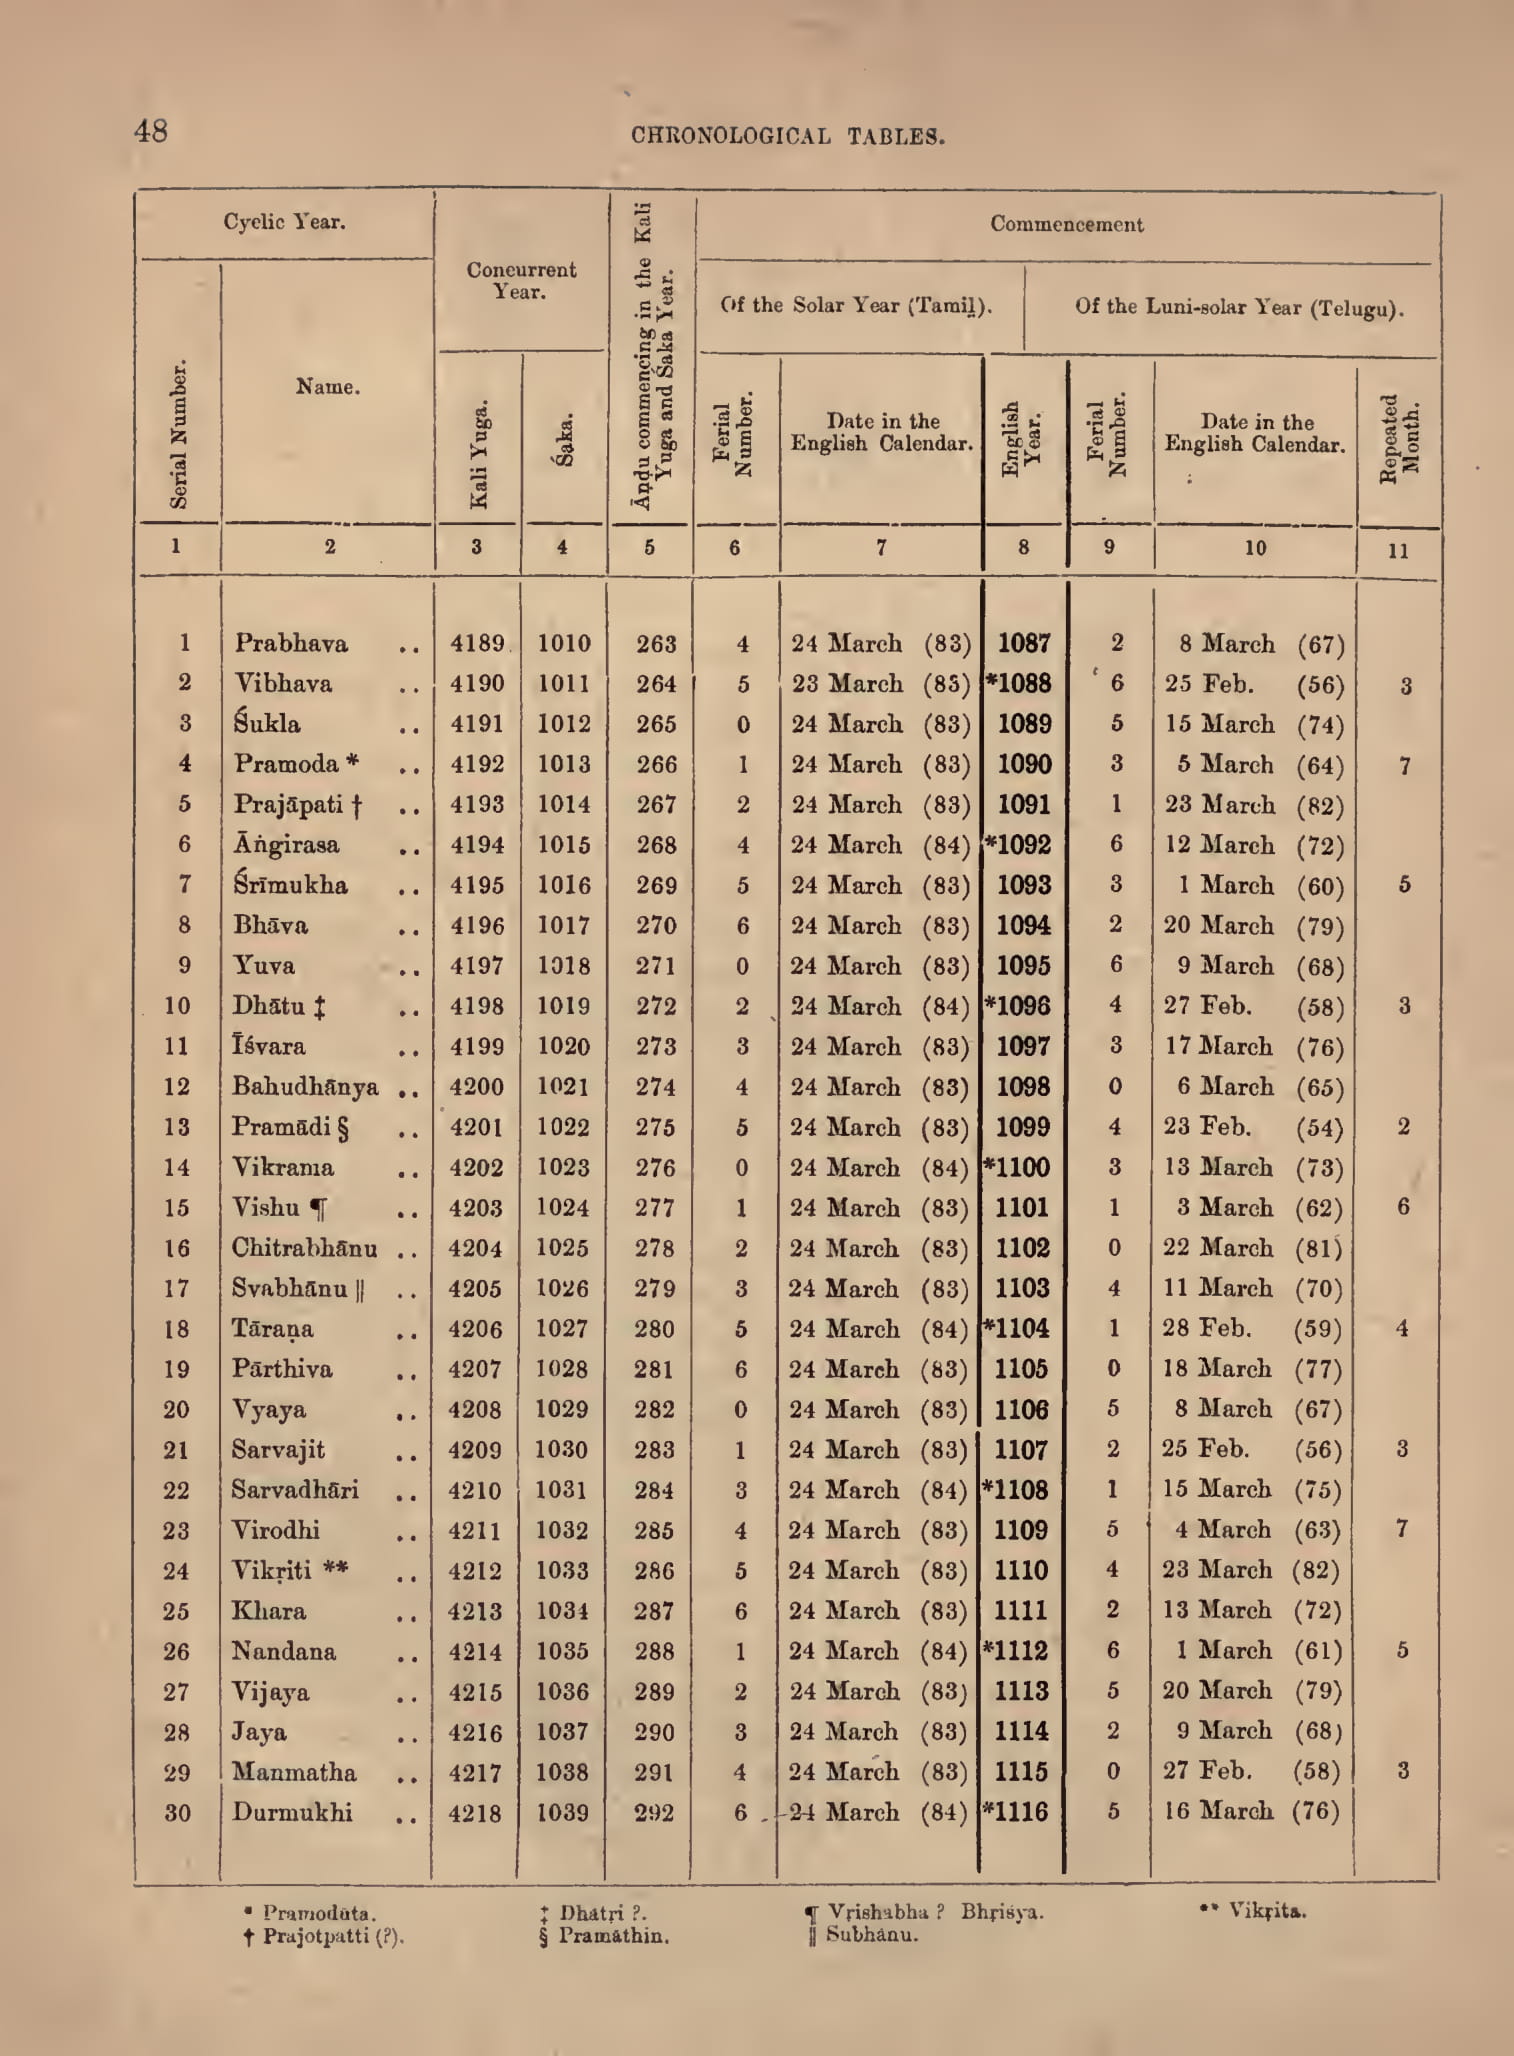 48
CHRONOLOGICAL TABLES.
Cyclic Year.
Concurrent Year.
Āṇḍu commencing in the Kali Yuga and Śaka Year.
Commencement
Of the Solar Year (Tamiḻ).
Of the Luni-solar Year (Telugu).
Serial Number.
Name.
Kali Yuga.
Śaka.
Ferial Number.
Date in the English Calendar.
English Year.
Ferial Number.
Date in the English Calendar.
Repeated Month.
1 2 3 4 5 6 7 8 9 10 11
1 Prabhava .. 4189 1010 263 4 24 March (83) 1087 2 8 March (67)
2 Vibhava .. 4190 1011 264 5 23 March (83) *1088 6 25 Feb. (56) 3
3 Śukla .. 4191 1012 265 0 24 March (83) 1089 5 15 March (74)
4 Pramoda * .. 4192 1013 266 1 24 March (83) 1090 3 5 March (64) 7
5 Prajāpati † .. 4193 1014 267 2 24 March (83) 1091 1 23 March (82)
6 Āṅgirasa .. 4194 1015 268 4 24 March (84) *1092 6 12 March (72)
7 Śrīmukha .. 4195 1016 269 5 24 March (83) 1093 3 1 March (60) 5
8 Bhāva .. 4196 1017 270 6 24 March (83) 1094 2 20 March (79)
9 Yuva .. 4197 1018 271 0 24 March (83) 1095 6 9 March (68)
10 Dhātu ‡ .. 4198 1019 272 2 24 March (84) *1096 4 27 Feb. (58) 3
11 Īśvara .. 4199 1020 273 3 24 March (83) 1097 3 17 March (76)
12 Bahudhānya .. 4200 1021 274 4 24 March (83) 1098 0 6 March (65)
13 Pramādi § .. 4201 1022 275 5 24 March (83) 1099 4 23 Feb. (54) 2
14 Vikrama .. 4202 1023 276 0 24 March (84) *1100 3 13 March (73)
15 Vishu ¶ .. 4203 1024 277 1 24 March (83) 1101 1 3 March (62) 6
16 Chitrabhānu .. 4204 1025 278 2 24 March (83) 1102 0 22 March (81)
17 Svabhānu || .. 4205 1026 279 3 24 March (83) 1103 4 11 March (70)
18 Tāraṇa .. 4206 1027 280 5 24 March (84) *1104 1 28 Feb. (59) 4
19 Pārthiva .. 4207 1028 281 6 24 March (83) 1105 0 18 March (77)
20 Vyaya .. 4208 1029 282 0 24 March (83) 1106 5 8 March (67)
21 Sarvajit .. 4209 1030 283 1 24 March (83) 1107 2 25 Feb. (56) 3
22 Sarvadhāri .. 4210 1031 284 3 24 March (84) *1108 1 15 March (75)
23 Virodhi .. 4211 1032 285 4 24 March (83) 1109 5 4 March (63) 7
24 Vikṛiti ** .. 4212 1033 286 5 24 March (83) 1110 4 23 March (82)
25 Khara .. 4213 1034 287 6 24 March (83) 1111 2 13 March (72)
26 Nandana .. 4214 1035 288 1 24 March (84) *1112 6 1 March (61) 5
27 Vijaya .. 4215 1036 289 2 24 March (83) 1113 5 20 March (79)
28 Jaya .. 4216 1037 290 3 24 March (83) 1114 2 9 March (68)
29 Manmatha .. 4217 1038 291 4 24 March (83) 1115 0 27 Feb. (58) 3
30 Durmukhi .. 4218 1039 292 6 24 March (84) *1116 5 16 March (76)
* Pramodūta. ‡ Dhātṛi ?. ¶ Vṛishabha ? Bhṛiśya. ** Vikṛita.
† Prajotpatti (?). § Pramāthin. || Subhānu.